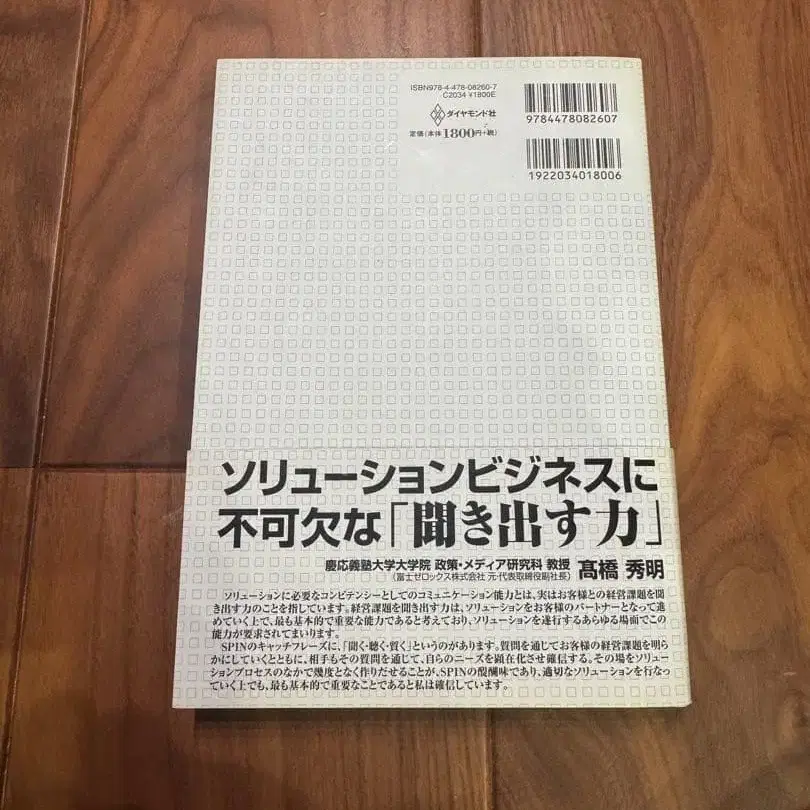 ISBN978-4-478-08260-7
C2034 ¥1800E
ダイヤモンド社
定価(本体1800円+税)
9784478082607
1922034018006
ソリューションビジネスに
不可欠な「聞き出す力」
慶応義塾大学大学院 政策・メディア研究科 教授
(富士ゼロックス株式会社 元・代表取締役副社長)
髙橋 秀明
ソリューションに必要なコンピテンシーとしてのコミュニケーション能力とは、実はお客様との経営課題を聞
き出す力のことを指しています。経営課題を聞き出す力は、ソリューションをお客様のパートナーとなって進
めていく上で、最も基本的で重要な能力であると考えており、ソリューションを遂行するあらゆる場面でこの
能力が要求されてまいります。
SPINのキャッチフレーズに、「聞く・聴く・質く」というのがあります。質問を通じてお客様の経営課題を明ら
かにしていくとともに、相手もその質問を通じて、自らのニーズを顕在化させ確信する。その場をソリュー
ションプロセスのなかで幾度となく作りだせることが、SPINの醍醐味であり、適切なソリューションを行なっ
ていく上でも、最も基本的で重要なことであると私は確信しています。